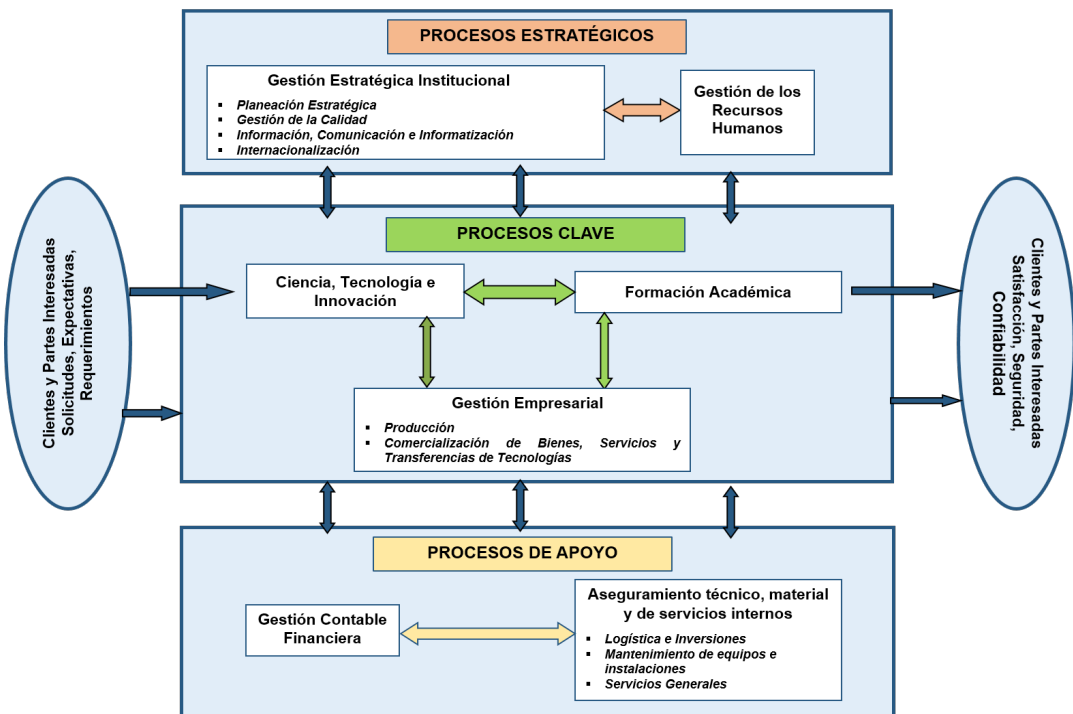 PROCESOS ESTRATÉGICOS
Gestión Estratégica Institucional
▪ Planeación Estratégica
▪ Gestión de la Calidad
▪ Información, Comunicación e Informatización
▪ Internacionalización
Gestión de los
Recursos
Humanos
Clientes y Partes Interesadas
Solicitudes, Expectativas,
Requerimientos
PROCESOS CLAVE
Ciencia, Tecnología e
Innovación
Formación Académica
Gestión Empresarial
▪ Producción
▪ Comercialización de Bienes, Servicios y
Transferencias de Tecnologías
Clientes y Partes Interesadas
Satisfacción, Seguridad,
Confiabilidad
PROCESOS DE APOYO
Gestión Contable
Financiera
Aseguramiento técnico, material
y de servicios internos
▪ Logística e Inversiones
▪ Mantenimiento de equipos e
instalaciones
▪ Servicios Generales